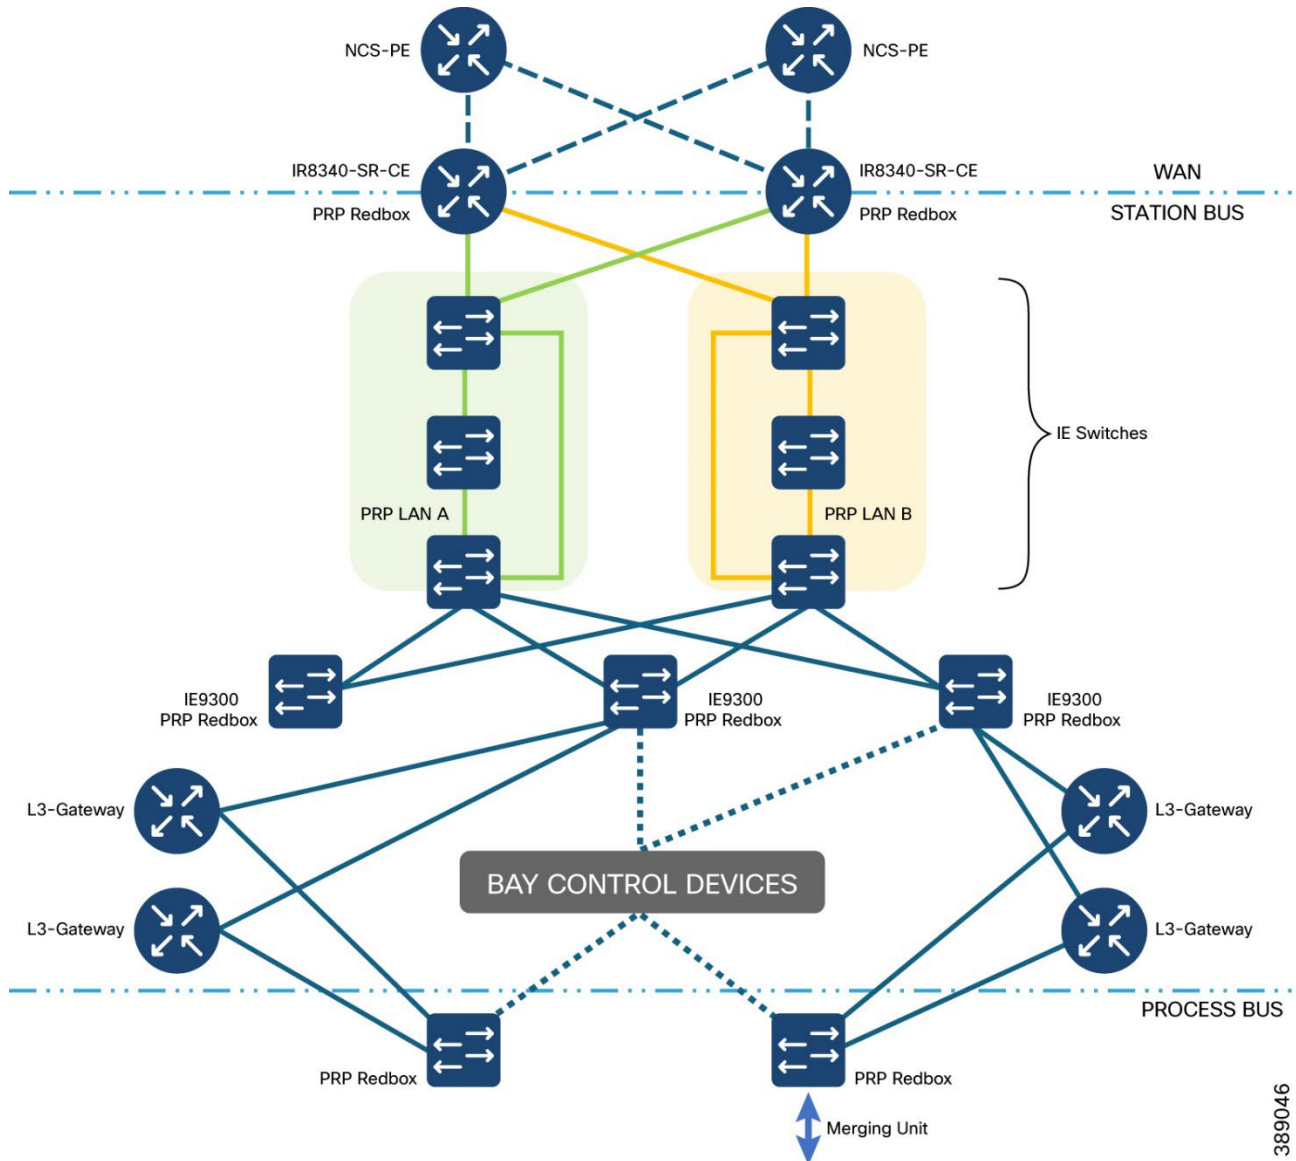 NCS-PE
NCS-PE
IR8340-SR-CE
IR8340-SR-CE
WAN
PRP Redbox
PRP Redbox
STATION BUS
IE Switches
PRP LAN A
PRP LAN B
IE9300
PRP Redbox
IE9300
PRP Redbox
IE9300
PRP Redbox
L3-Gateway
L3-Gateway
BAY CONTROL DEVICES
L3-Gateway
L3-Gateway
PROCESS BUS
PRP Redbox
PRP Redbox
Merging Unit
389046